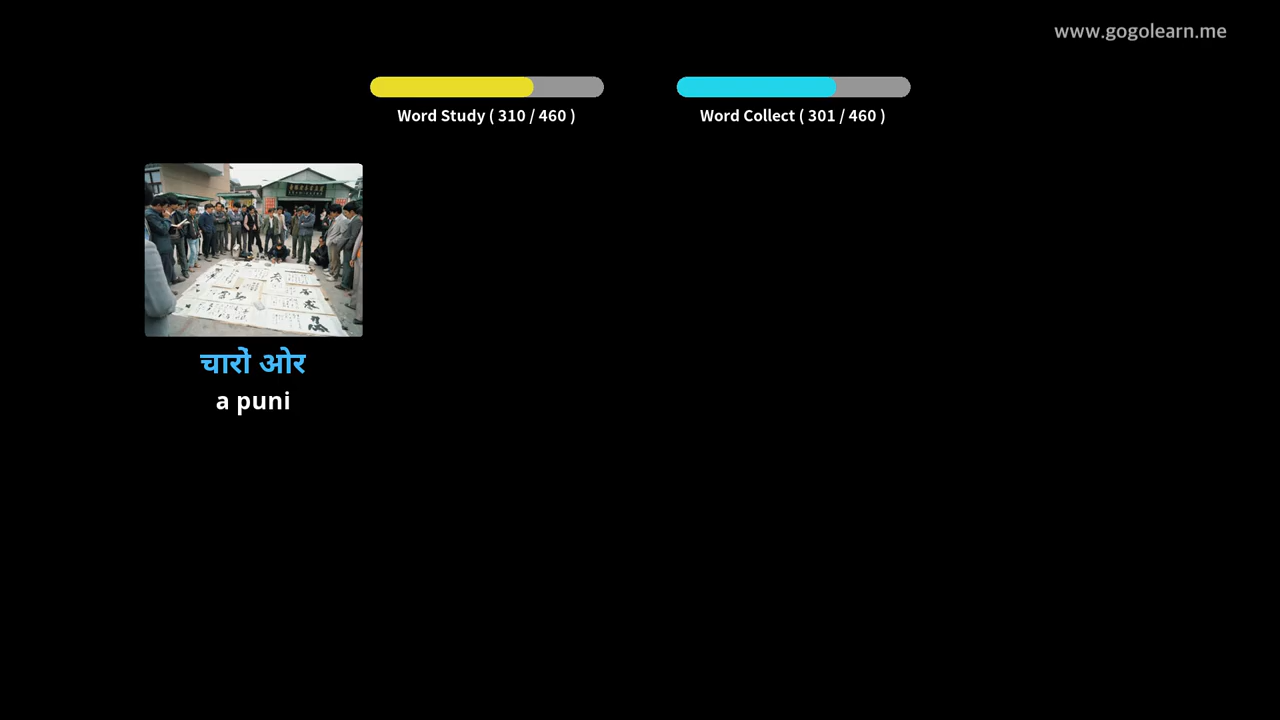 www.gogolearn.me
Word Study ( 310 / 460 )
Word Collect ( 301 / 460 )
चारों ओर
a puni